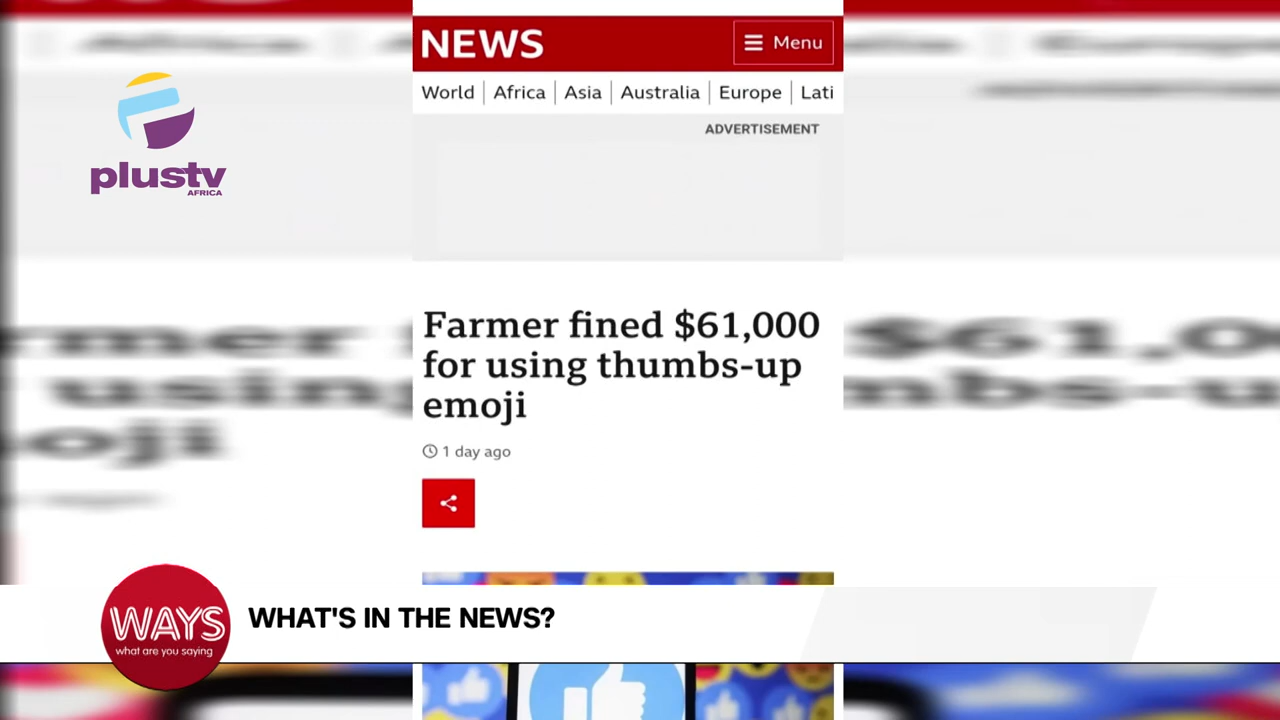 NEWS
Menu
World
Africa
Asia
Australia
Europe
Lati
ADVERTISEMENT
plustv
AFRICA
Farmer fined $61,000
for using thumbs-up
emoji
1 day ago
WAYS
what are you saying
WHAT'S IN THE NEWS?